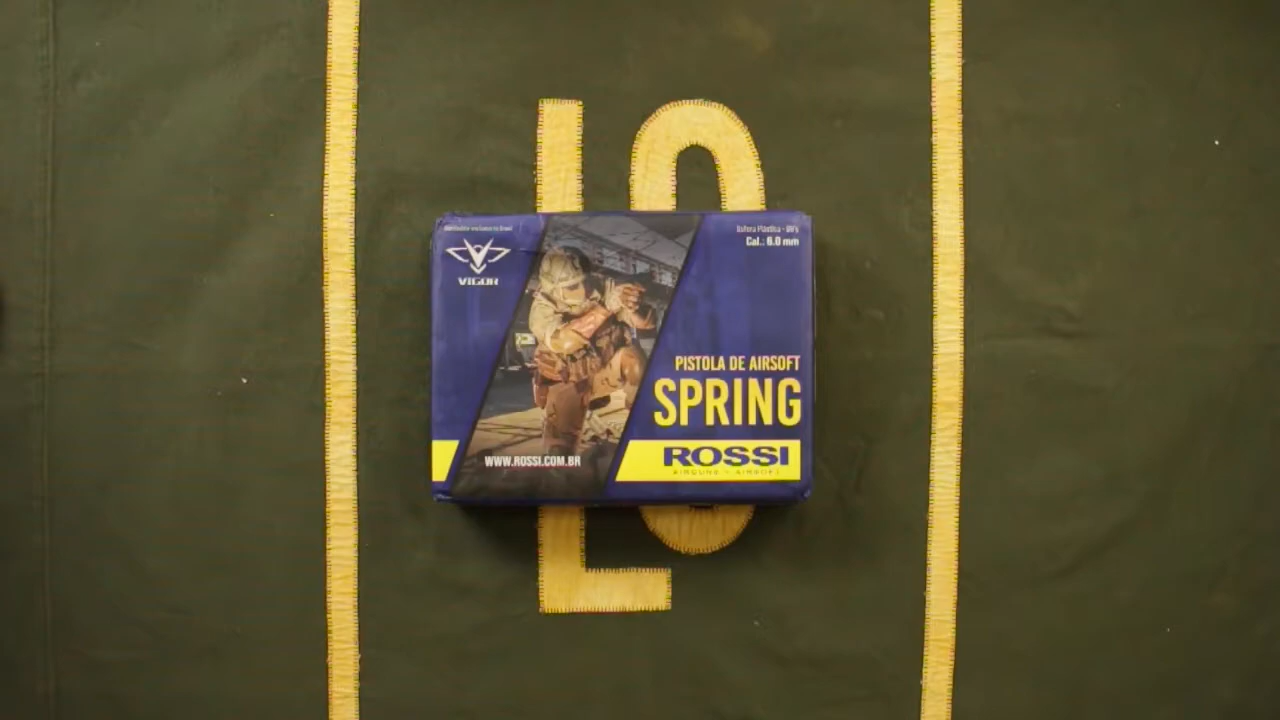 VIGOR
Esfera Plástica - BB's
Cal.: 6.0 mm
PISTOLA DE AIRSOFT
SPRING
ROSSI
AIRGUNS - AIRSOFT
WWW.ROSSI.COM.BR